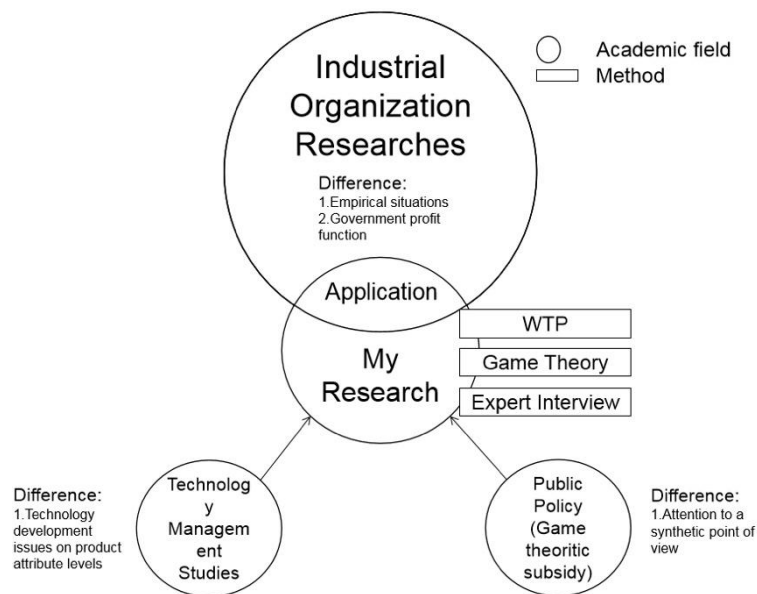 Industrial
Organization
Researches
Difference:
1.Empirical situations
2.Government profit
function
Academic field
Method
Application
My
Research
WTP
Game Theory
Expert Interview
Difference:
1.Technology
development
issues on product
attribute levels
Technolog
y
Managem
ent
Studies
Public
Policy
(Game
theoritic
subsidy)
Difference:
1.Attention to a
synthetic point of
view